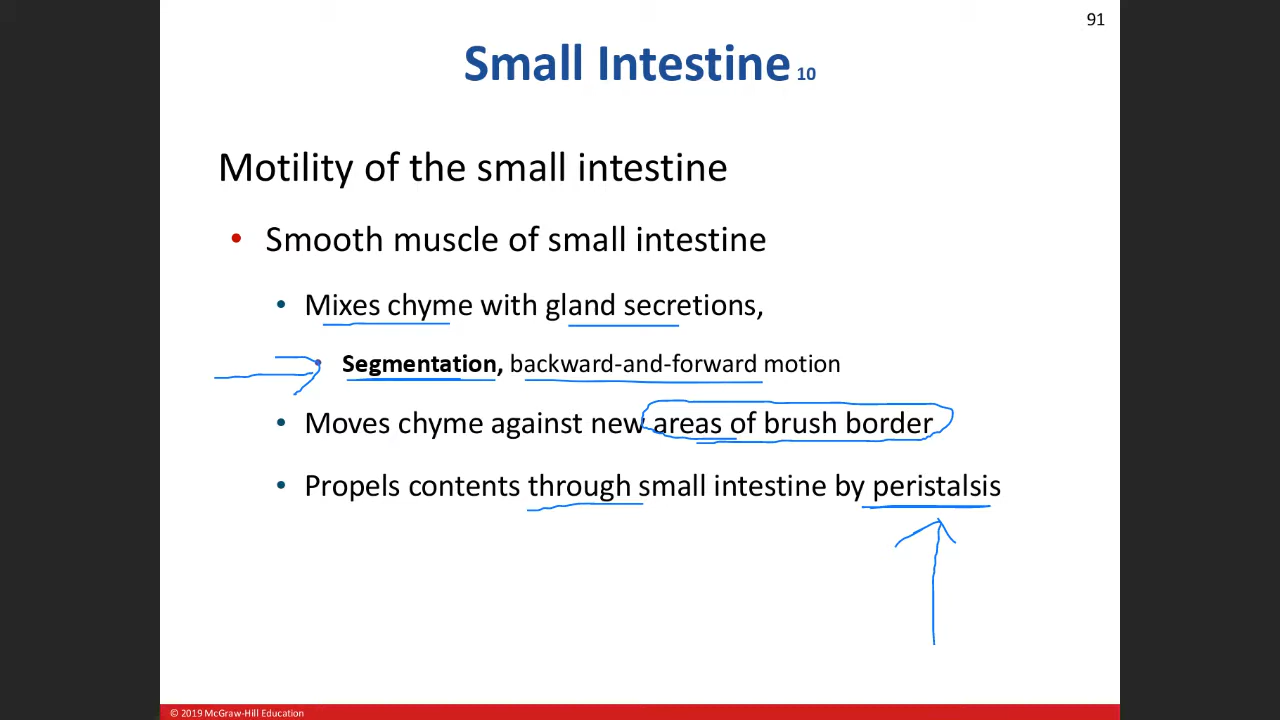 91
Small Intestine 10
Motility of the small intestine
• Smooth muscle of small intestine
• Mixes chyme with gland secretions,
• Segmentation, backward-and-forward motion
• Moves chyme against new areas of brush border
• Propels contents through small intestine by peristalsis
© 2019 McGraw-Hill Education